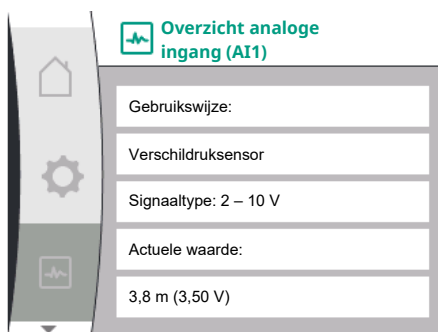 Overzicht analoge
ingang (AI1)
Gebruikswijze:
Verschildruksensor
Signaaltype: 2 – 10 V
Actuele waarde:
3,8 m (3,50 V)